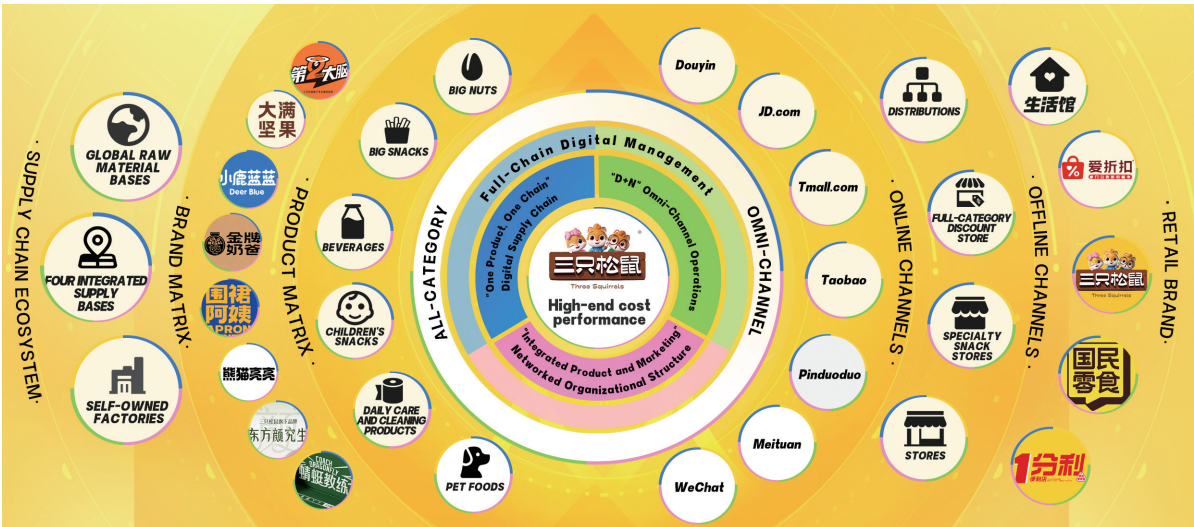 · SUPPLY CHAIN ECOSYSTEM·
GLOBAL RAW
MATERIAL
BASES
FOUR INTEGRATED
SUPPLY
BASES
SELF-OWNED
FACTORIES
· BRAND MATRIX·
第2大脑
大满
坚果
小鹿蓝蓝
Deer Blue
金牌
奶爸
围裙
阿姨
APRON
熊猫亮亮
东方颜究生
COACH
DRAGONFLY
蜻蜓教练
· PRODUCT MATRIX ·
BIG NUTS
BIG SNACKS
BEVERAGES
CHILDREN'S
SNACKS
DAILY CARE
AND CLEANING
PRODUCTS
PET FOODS
ALL-CATEGORY
Full-Chain Digital Management
"One Product, One Chain"
Digital Supply Chain
"D+N" Omni-Channel Operations
三只松鼠
Three Squirrels
High-end cost
performance
"Integrated Product and Marketing"
Networked Organizational Structure
OMNI-CHANNEL
Douyin
JD.com
Tmall.com
Taobao
Pinduoduo
Meituan
WeChat
· ONLINE CHANNELS ·
DISTRIBUTIONS
FULL-CATEGORY
DISCOUNT
STORE
SPECIALTY
SNACK
STORES
STORES
· OFFLINE CHANNELS ·
生活馆
爱折扣
三只松鼠
Three Squirrels
国民
零食
1分利
便利店
· RETAIL BRAND·